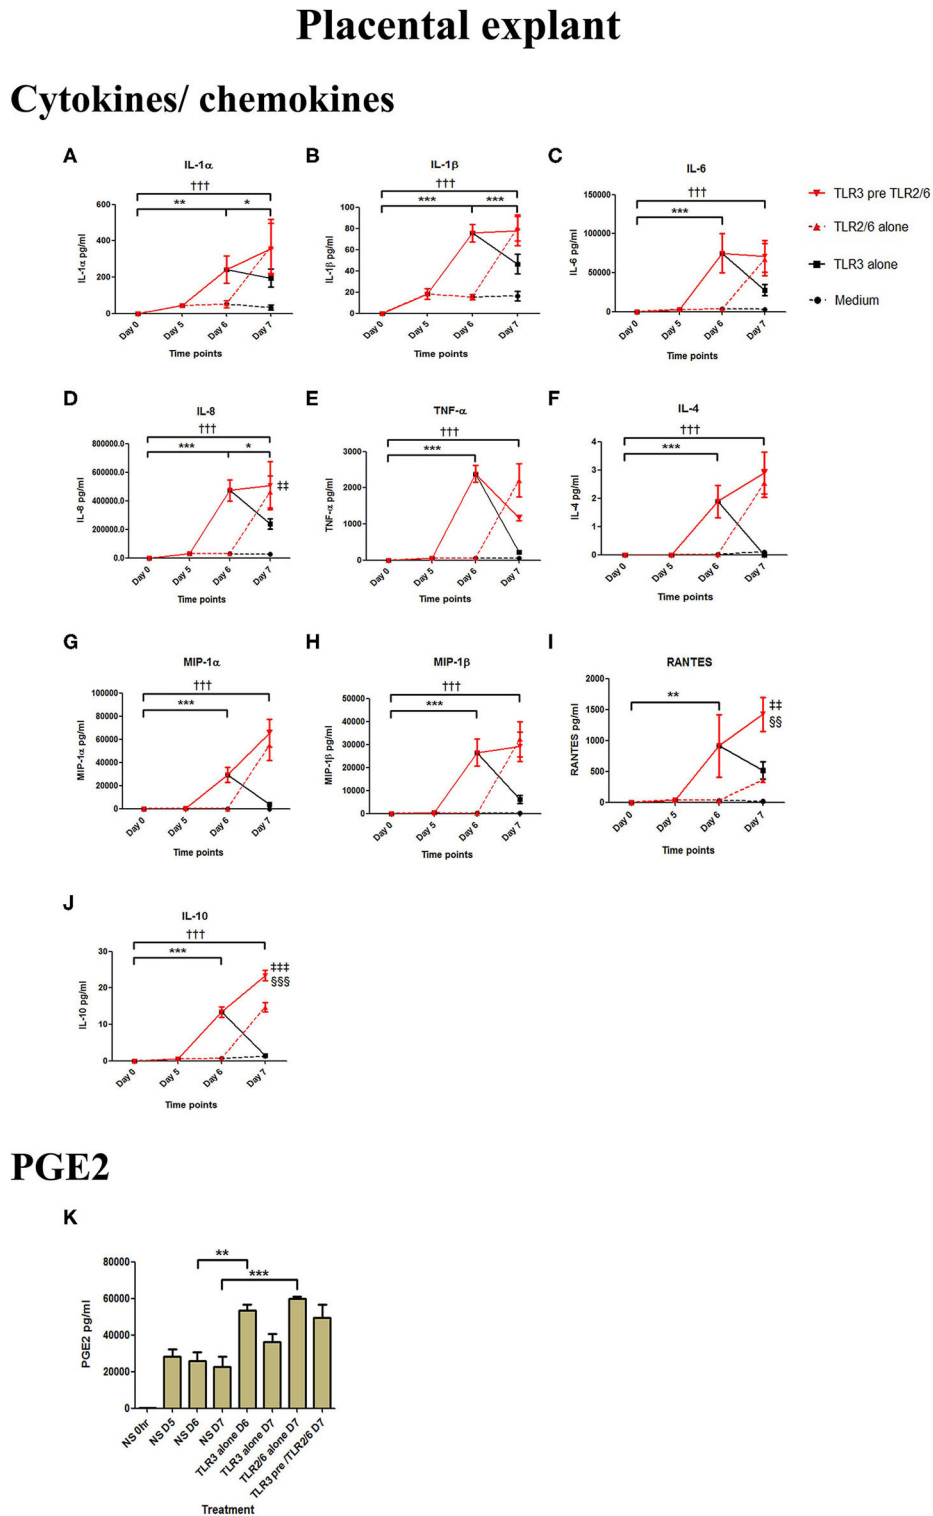 Placental explant
Cytokines/ chemokines
A
IL-1α
†††
** *
600
400
200
0
IL-1α pg/ml
Day 0 Day 5 Day 6 Day 7
Time points
B
IL-1β
†††
*** ***
100
80
60
40
20
0
IL-1β pg/ml
Day 0 Day 5 Day 6 Day 7
Time points
C
IL-6
†††
***
150000
100000
50000
0
IL-6 pg/ml
Day 0 Day 5 Day 6 Day 7
Time points
TLR3 pre TLR2/6
TLR2/6 alone
TLR3 alone
Medium
D
IL-8
†††
*** *
‡‡
800000.0
600000.0
400000.0
200000.0
0.0
IL-8 pg/ml
Day 0 Day 5 Day 6 Day 7
Time points
E
TNF-α
†††
***
3000
2000
1000
0
TNF-α pg/ml
Day 0 Day 5 Day 6 Day 7
Time points
F
IL-4
†††
***
4
3
2
1
0
IL-4 pg/ml
Day 0 Day 5 Day 6 Day 7
Time points
G
MIP-1α
†††
***
100000
80000
60000
40000
20000
0
MIP-1α pg/ml
Day 0 Day 5 Day 6 Day 7
Time points
H
MIP-1β
†††
***
50000
40000
30000
20000
10000
0
MIP-1β pg/ml
Day 0 Day 5 Day 6 Day 7
Time points
I
RANTES
**
‡‡
§§
2000
1500
1000
500
0
RANTES pg/ml
Day 0 Day 5 Day 6 Day 7
Time points
J
IL-10
†††
***
‡‡‡
§§§
30
20
10
0
IL-10 pg/ml
Day 0 Day 5 Day 6 Day 7
Time points
PGE2
K
**
***
80000
60000
40000
20000
0
PGE2 pg/ml
NS 0hr
NS D5
NS D6
NS D7
TLR3 alone D6
TLR3 alone D7
TLR2/6 alone D7
TLR3 pre /TLR2/6 D7
Treatment